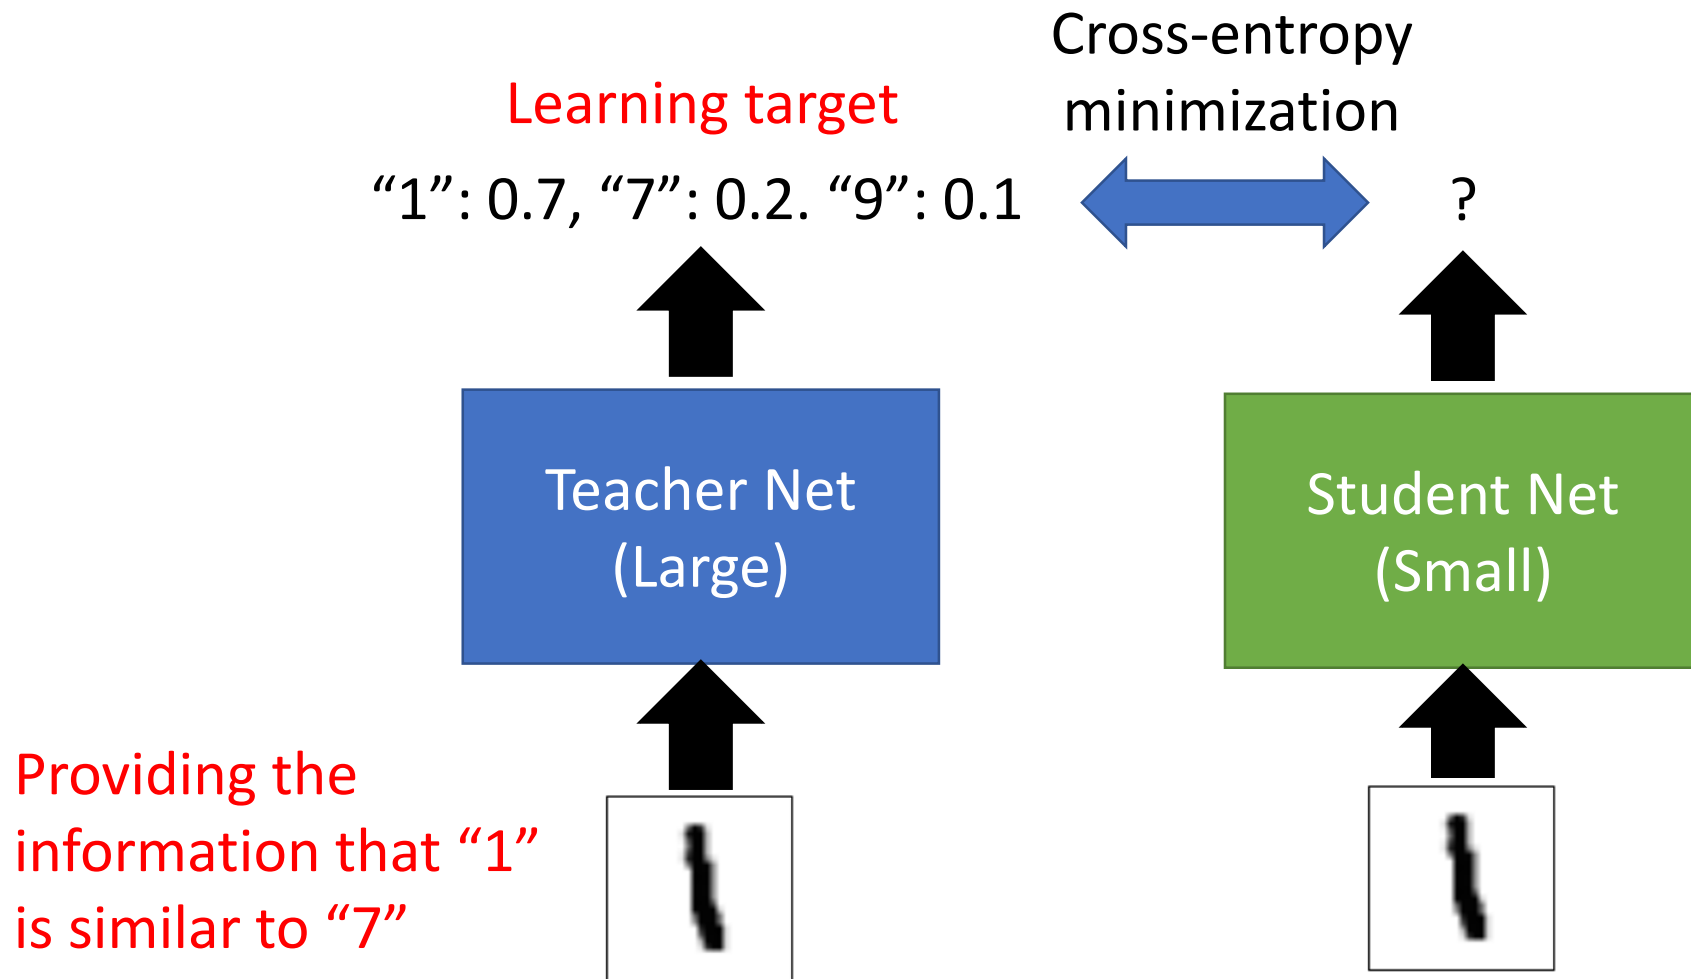 Cross-entropy
minimization
Learning target
“1”: 0.7, “7”: 0.2. “9”: 0.1
?
Teacher Net
(Large)
Student Net
(Small)
Providing the
information that “1”
is similar to “7”